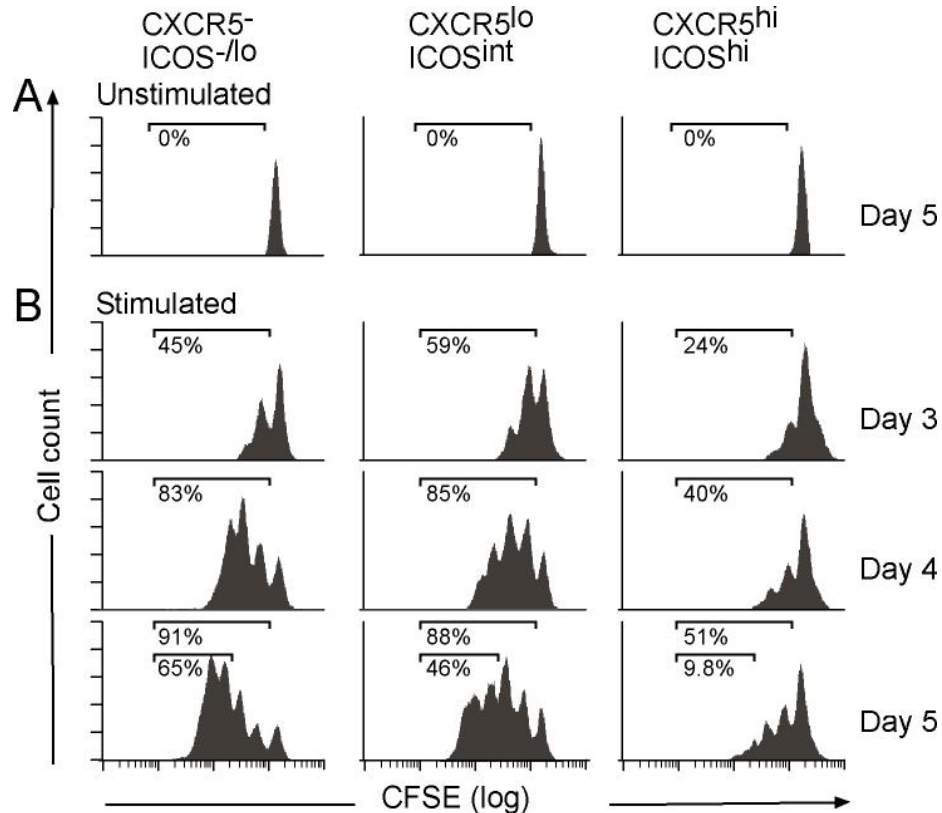 CXCR5- CXCR5lo CXCR5hi
ICOS-/lo ICOSint ICOShi
A
Unstimulated
0% 0% 0%
Day 5
B
Stimulated
45% 59% 24%
Day 3
83% 85% 40%
Day 4
91% 88% 51%
65% 46% 9.8%
Day 5
Cell count
CFSE (log)